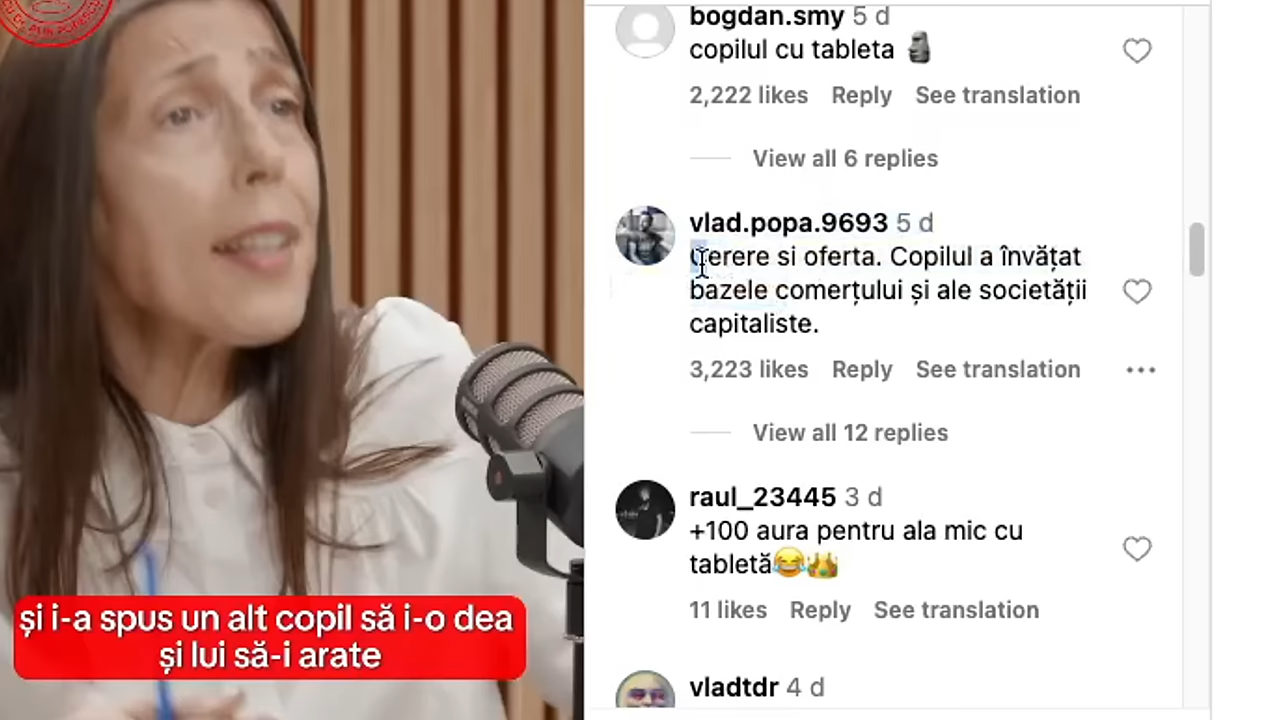 și i-a spus un alt copil să i-o dea
și lui să-i arate
bogdan.smy 5 d
copilul cu tableta 🗿
2,222 likes Reply See translation
View all 6 replies
vlad.popa.9693 5 d
Cerere si oferta. Copilul a învățat
bazele comerțului și ale societății
capitaliste.
3,223 likes Reply See translation
View all 12 replies
raul_23445 3 d
+100 aura pentru ala mic cu
tabletă😂👑
11 likes Reply See translation
vladtdr 4 d